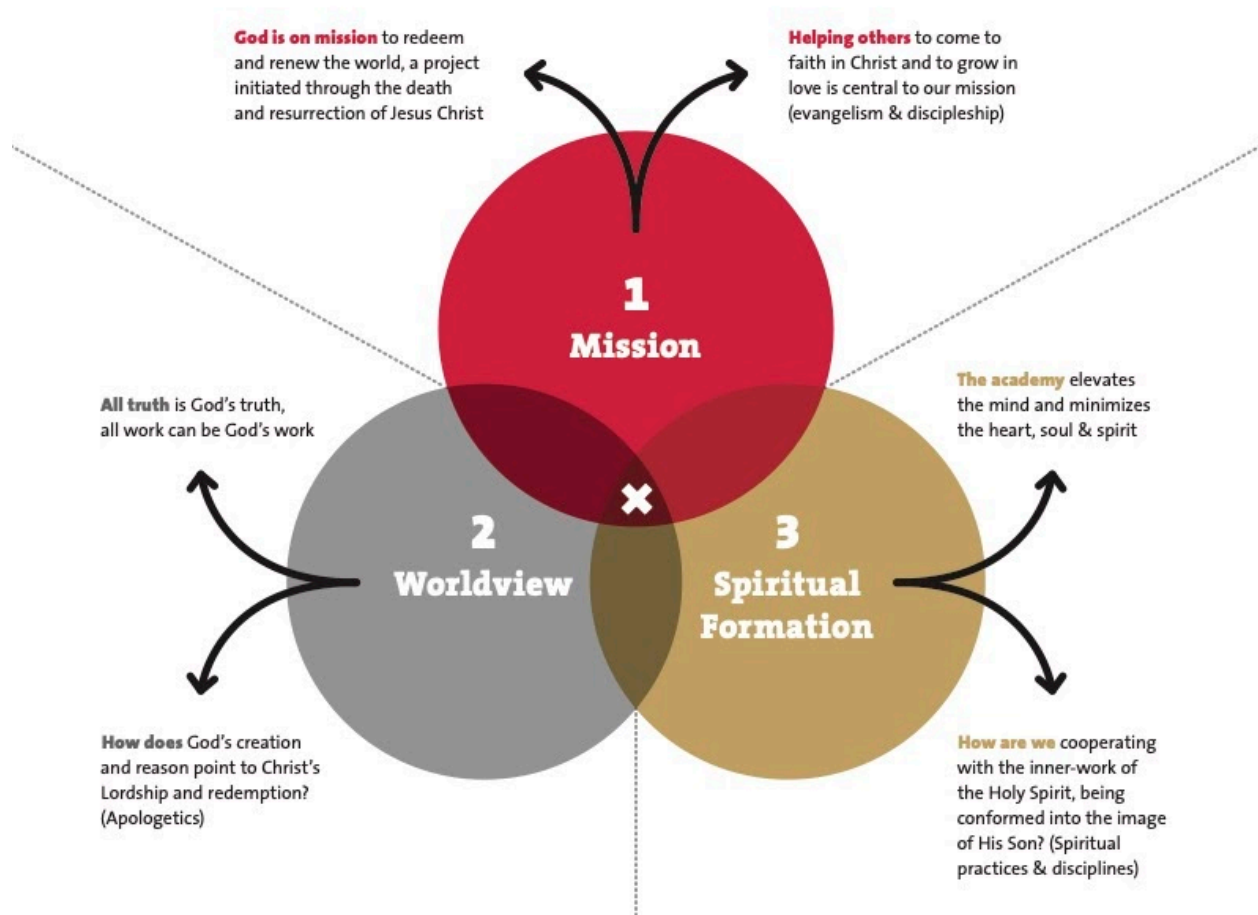 God is on mission to redeem
and renew the world, a project
initiated through the death
and resurrection of Jesus Christ
Helping others to come to
faith in Christ and to grow in
love is central to our mission
(evangelism & discipleship)
1
Mission
All truth is God's truth,
all work can be God's work
The academy elevates
the mind and minimizes
the heart, soul & spirit
2
Worldview
3
Spiritual
Formation
How does God's creation
and reason point to Christ's
Lordship and redemption?
(Apologetics)
How are we cooperating
with the inner-work of
the Holy Spirit, being
conformed into the image
of His Son? (Spiritual
practices & disciplines)